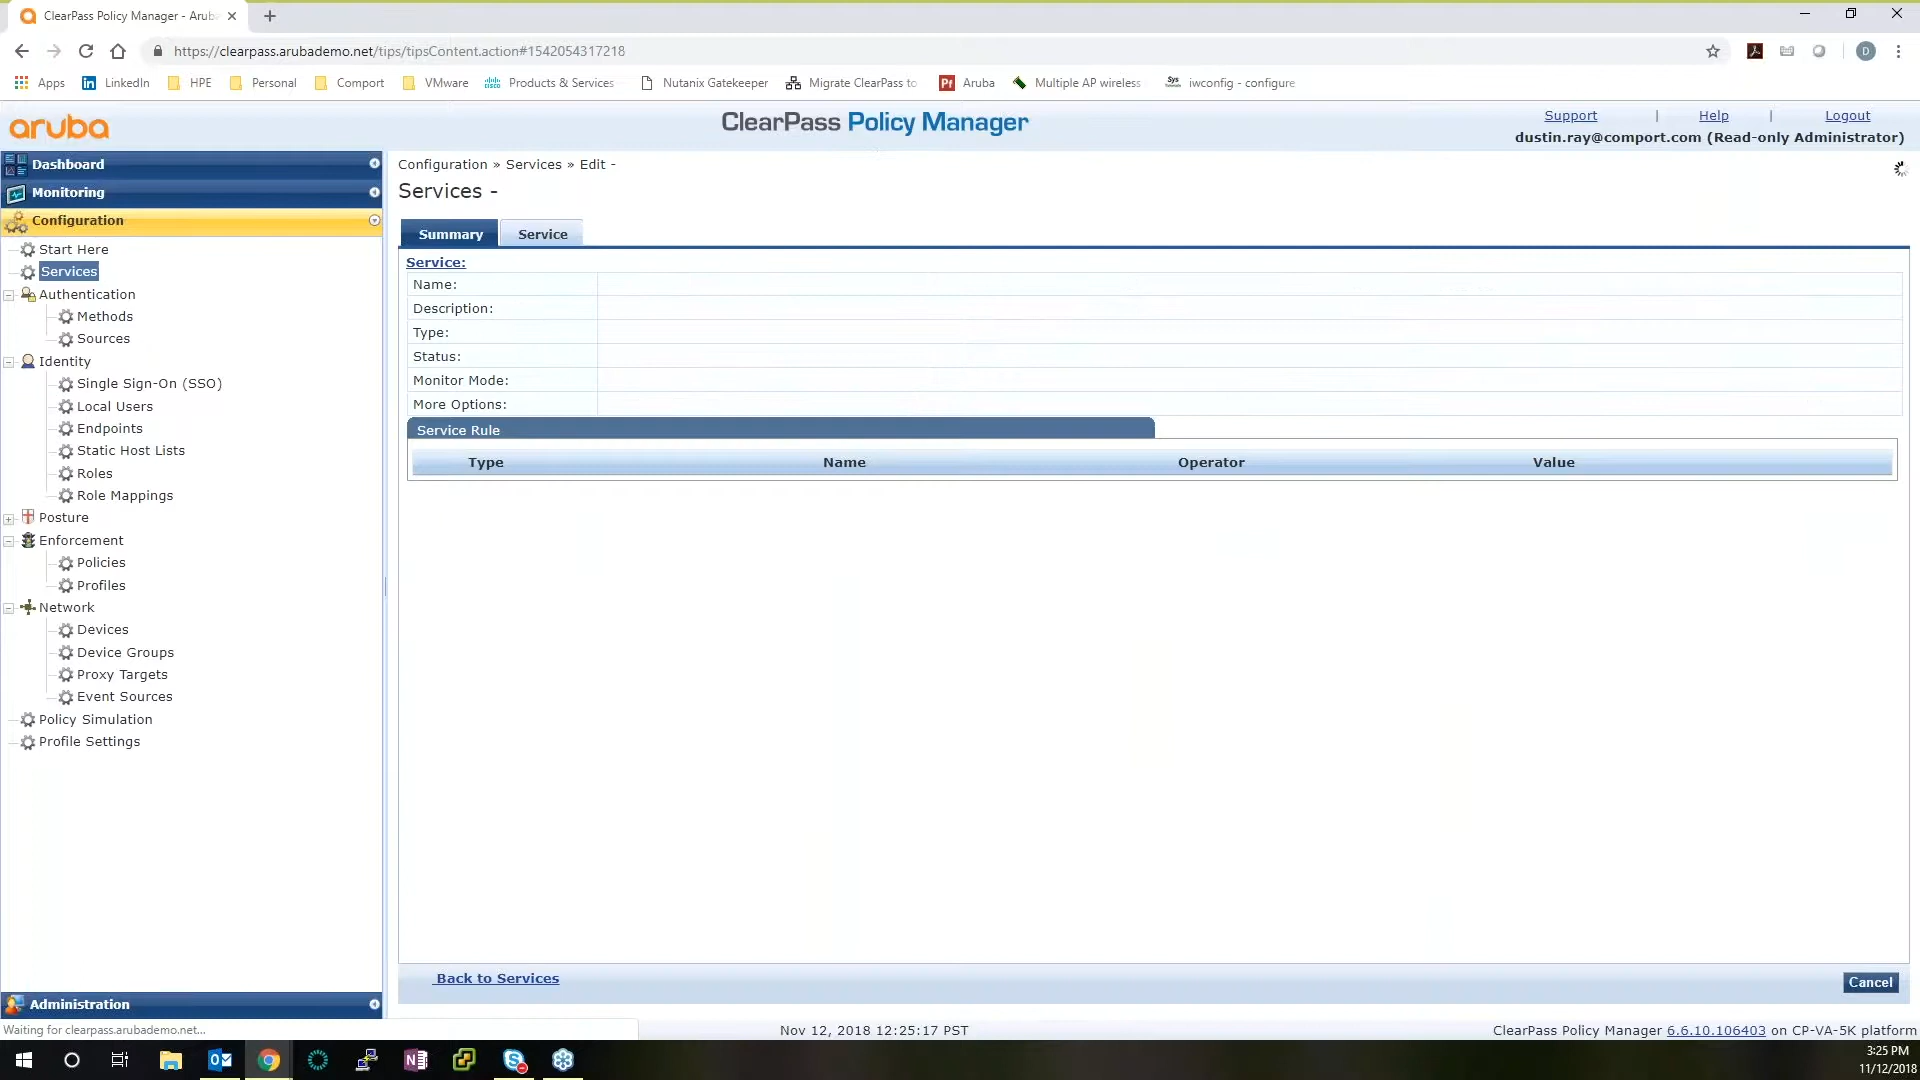 ClearPass Policy Manager - Arub
https://clearpass.arubademo.net/tips/tipsContent.action#1542054317218
D
Apps
LinkedIn
HPE
Personal
Comport
VMware
Products & Services
Nutanix Gatekeeper
Migrate ClearPass to
Aruba
Multiple AP wireless
iwconfig - configure
aruba
ClearPass Policy Manager
Support | Help | Logout
dustin.ray@comport.com (Read-only Administrator)
Dashboard
Monitoring
Configuration
Start Here
Services
Authentication
Methods
Sources
Identity
Single Sign-On (SSO)
Local Users
Endpoints
Static Host Lists
Roles
Role Mappings
Posture
Enforcement
Policies
Profiles
Network
Devices
Device Groups
Proxy Targets
Event Sources
Policy Simulation
Profile Settings
Administration
Configuration » Services » Edit -
Services -
Summary
Service
Service:
Name:
Description:
Type:
Status:
Monitor Mode:
More Options:
Service Rule
Type Name Operator Value
Back to Services
Cancel
Waiting for clearpass.arubademo.net...
Nov 12, 2018 12:25:17 PST
ClearPass Policy Manager 6.6.10.106403 on CP-VA-5K platform
3:25 PM
11/12/2018